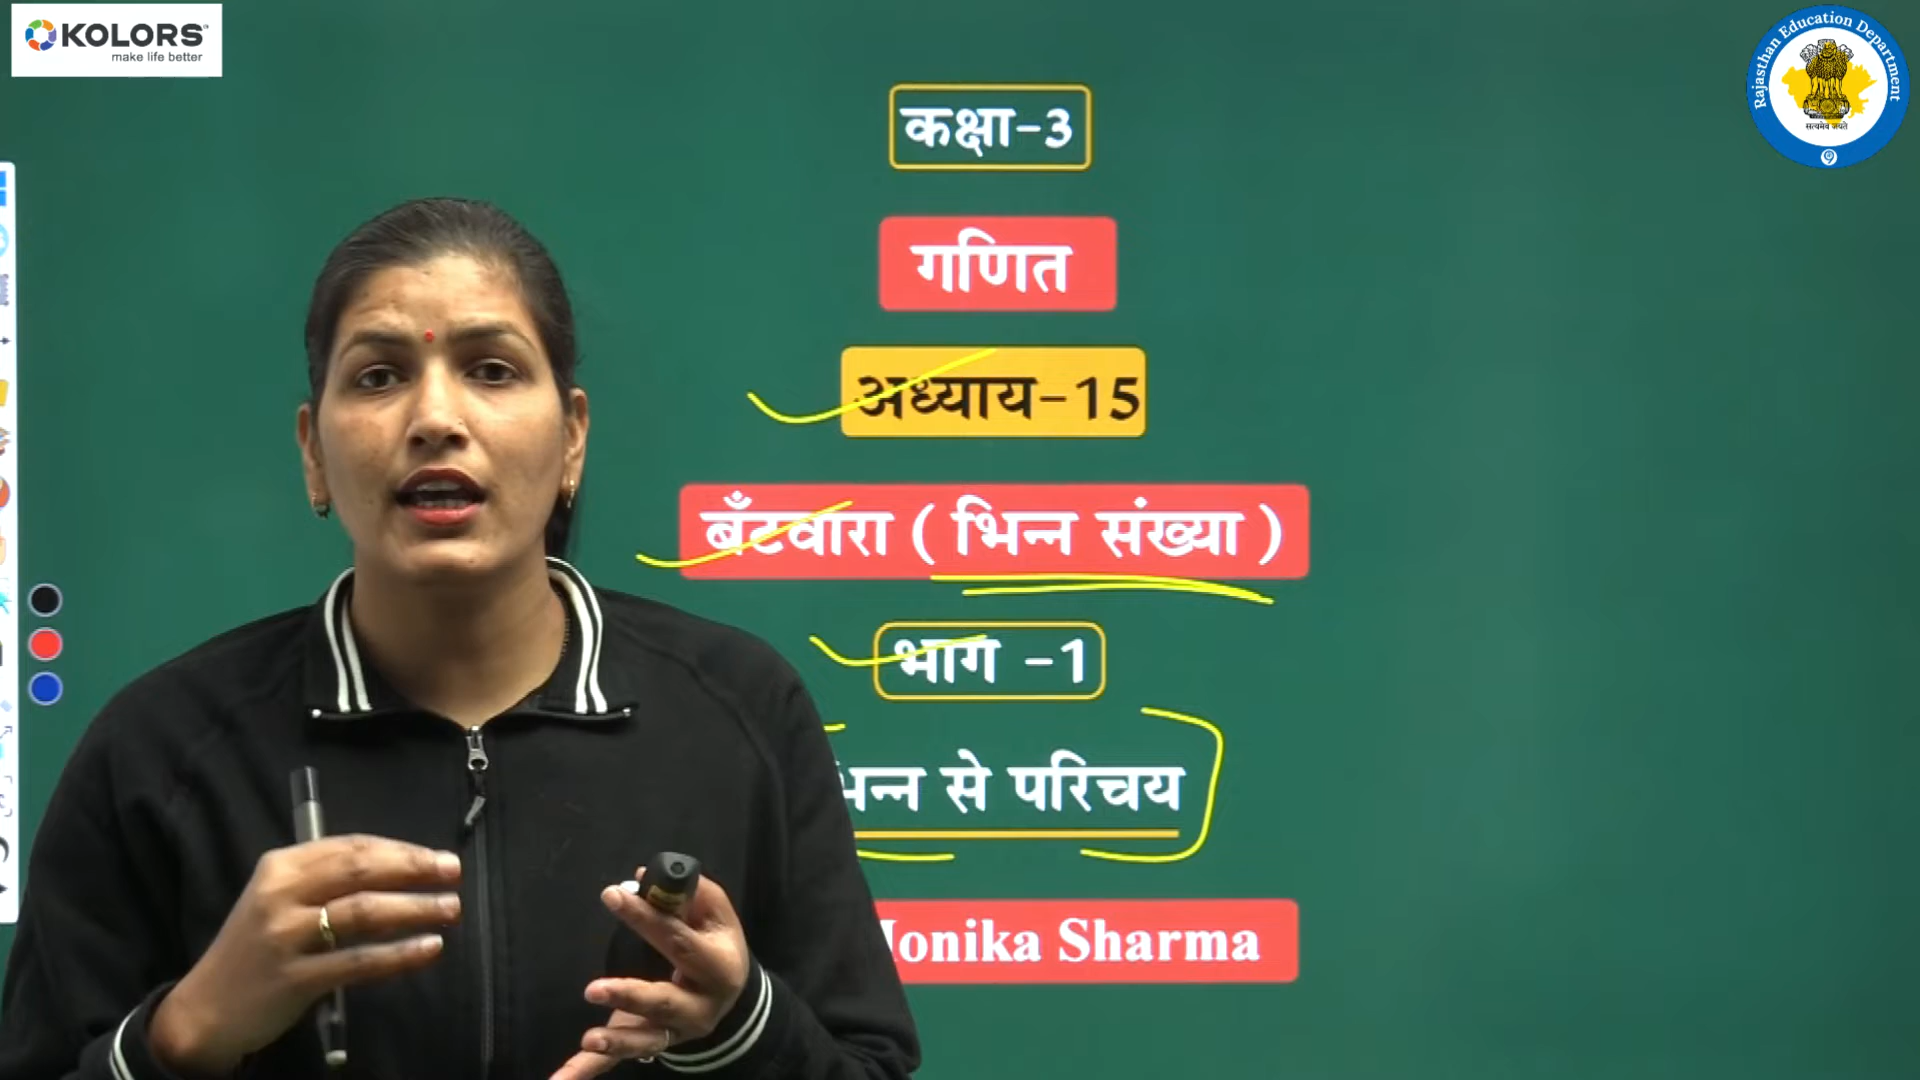 KOLORS
make life better
Rajasthan Education Department
सत्यमेव जयते
कक्षा-3
गणित
अध्याय-15
बँटवारा ( भिन्न संख्या )
भाग -1
से परिचय
Sharma